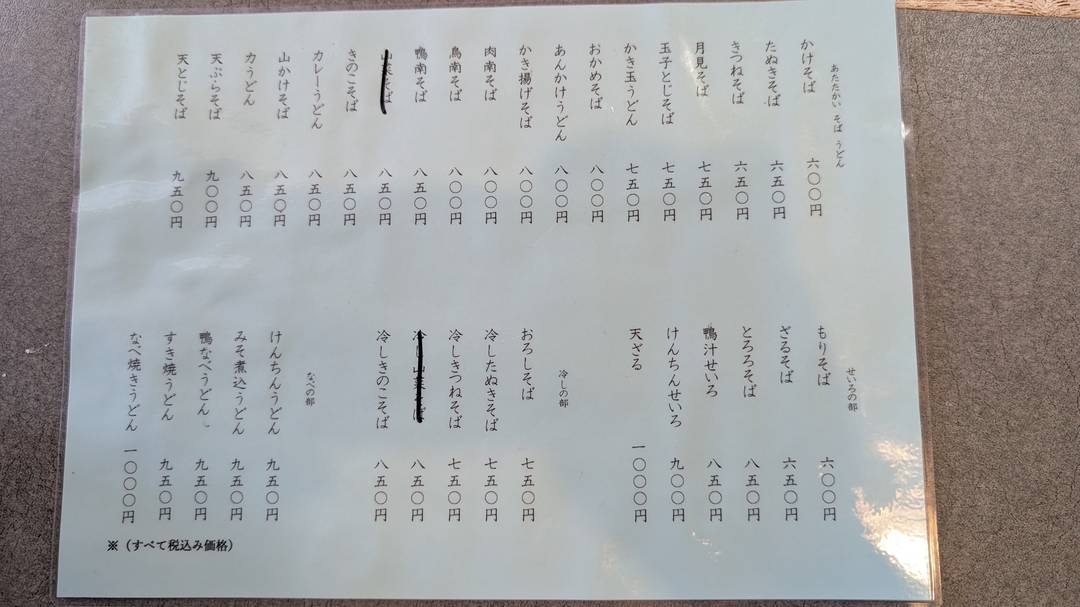 あたたかい そば うどん
かけそば 六〇〇円
たぬきそば 六五〇円
きつねそば 六五〇円
月見そば 七五〇円
玉子とじそば 七五〇円
かき玉うどん 七五〇円
おかめそば 八〇〇円
あんかけうどん 八〇〇円
かき揚げそば 八〇〇円
肉南そば 八〇〇円
鳥南そば 八〇〇円
鴨南そば 八五〇円
山菜そば 八五〇円
きのこそば 八五〇円
カレーうどん 八五〇円
山かけそば 八五〇円
力うどん 八五〇円
天ぷらそば 九〇〇円
天とじそば 九五〇円
せいろの部
もりそば 六〇〇円
ざるそば 六五〇円
とろろそば 八五〇円
鴨汁せいろ 八五〇円
けんちんせいろ 九〇〇円
天ざる 一〇〇〇円
冷しの部
おろしそば 七五〇円
冷したぬきそば 七五〇円
冷しきつねそば 七五〇円
冷し山菜そば 八五〇円
冷しきのこそば 八五〇円
なべの部
けんちんうどん 九五〇円
みそ煮込うどん 九五〇円
鴨なべうどん 九五〇円
すき焼うどん 九五〇円
なべ焼きうどん 一〇〇〇円
※（すべて税込み価格）